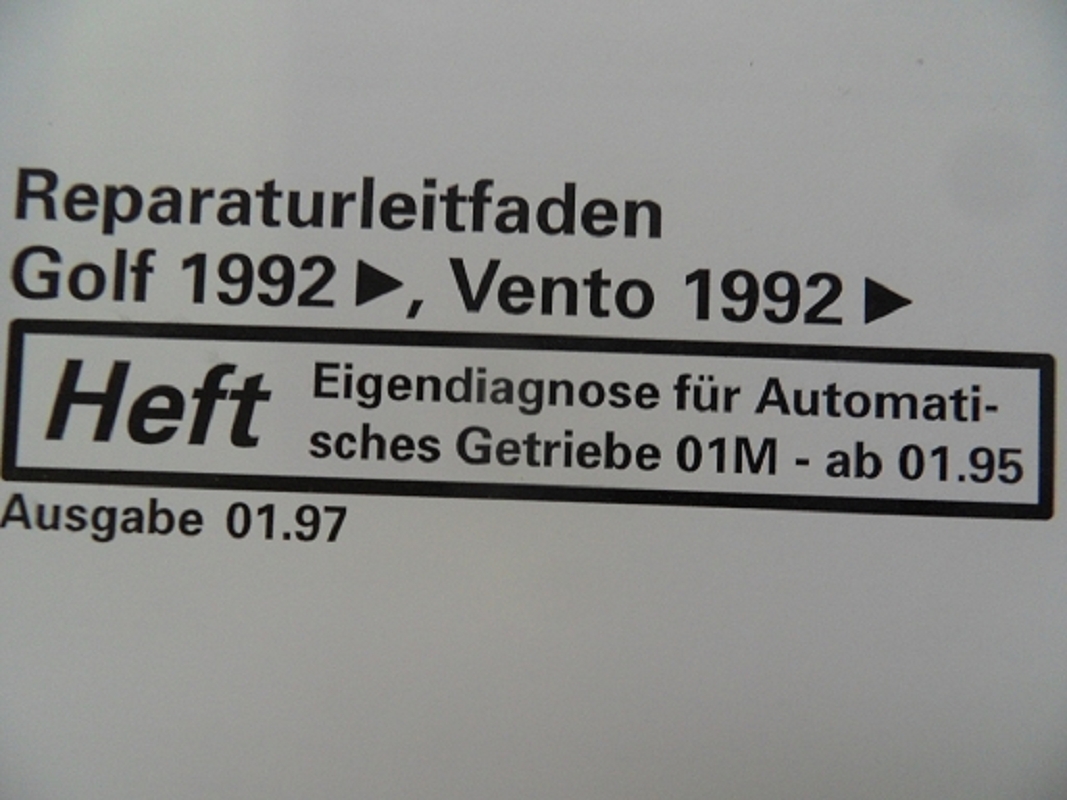 Reparaturleitfaden
Golf 1992 ▶, Vento 1992 ▶
Heft
Eigendiagnose für Automati-
sches Getriebe 01M - ab 01.95
Ausgabe 01.97